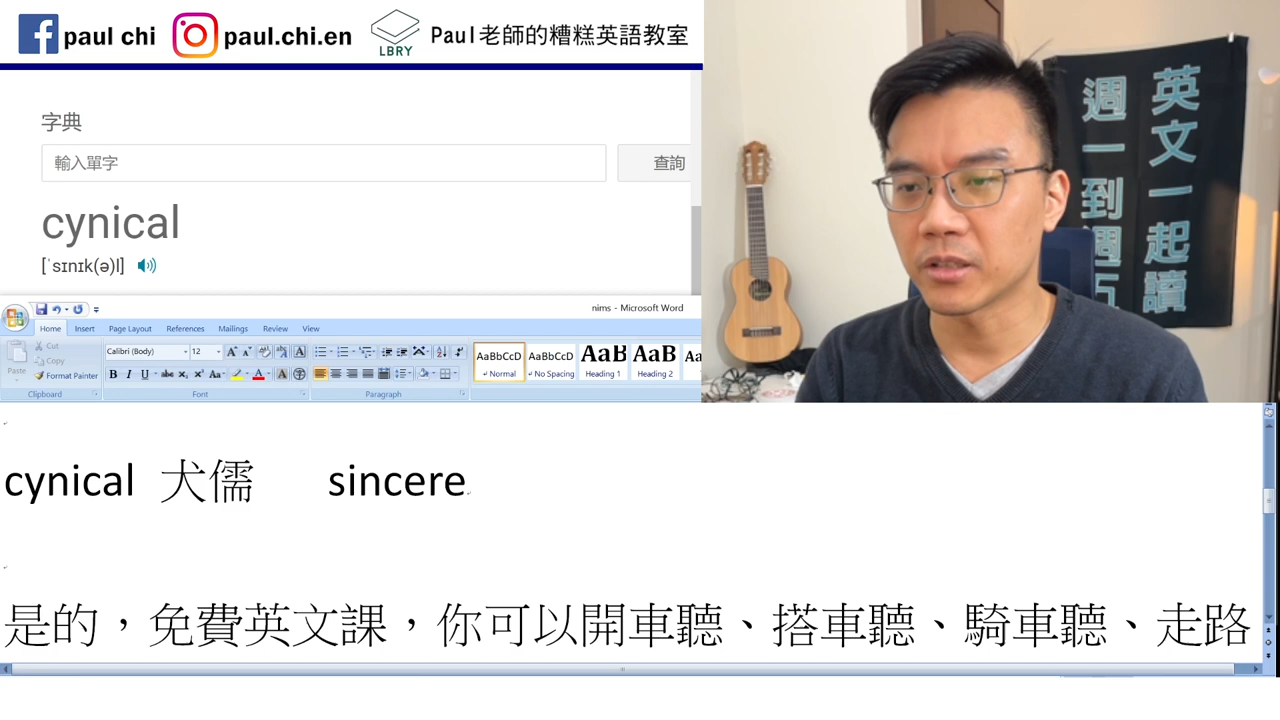 paul chi
paul.chi.en
LBRY
Paul老師的糟糕英語教室
字典
輸入單字
查詢
cynical
[ˈsɪnɪk(ə)l]
nims - Microsoft Word
Home Insert Page Layout References Mailings Review View
Cut
Copy
Format Painter
Paste
Clipboard
Calibri (Body) 12
Font
Paragraph
AaBbCcD AaBbCcD AaB AaB Aa
Normal No Spacing Heading 1 Heading 2
英文一起讀
週一到週五
cynical 犬儒 sincere
是的，免費英文課，你可以開車聽、搭車聽、騎車聽、走路